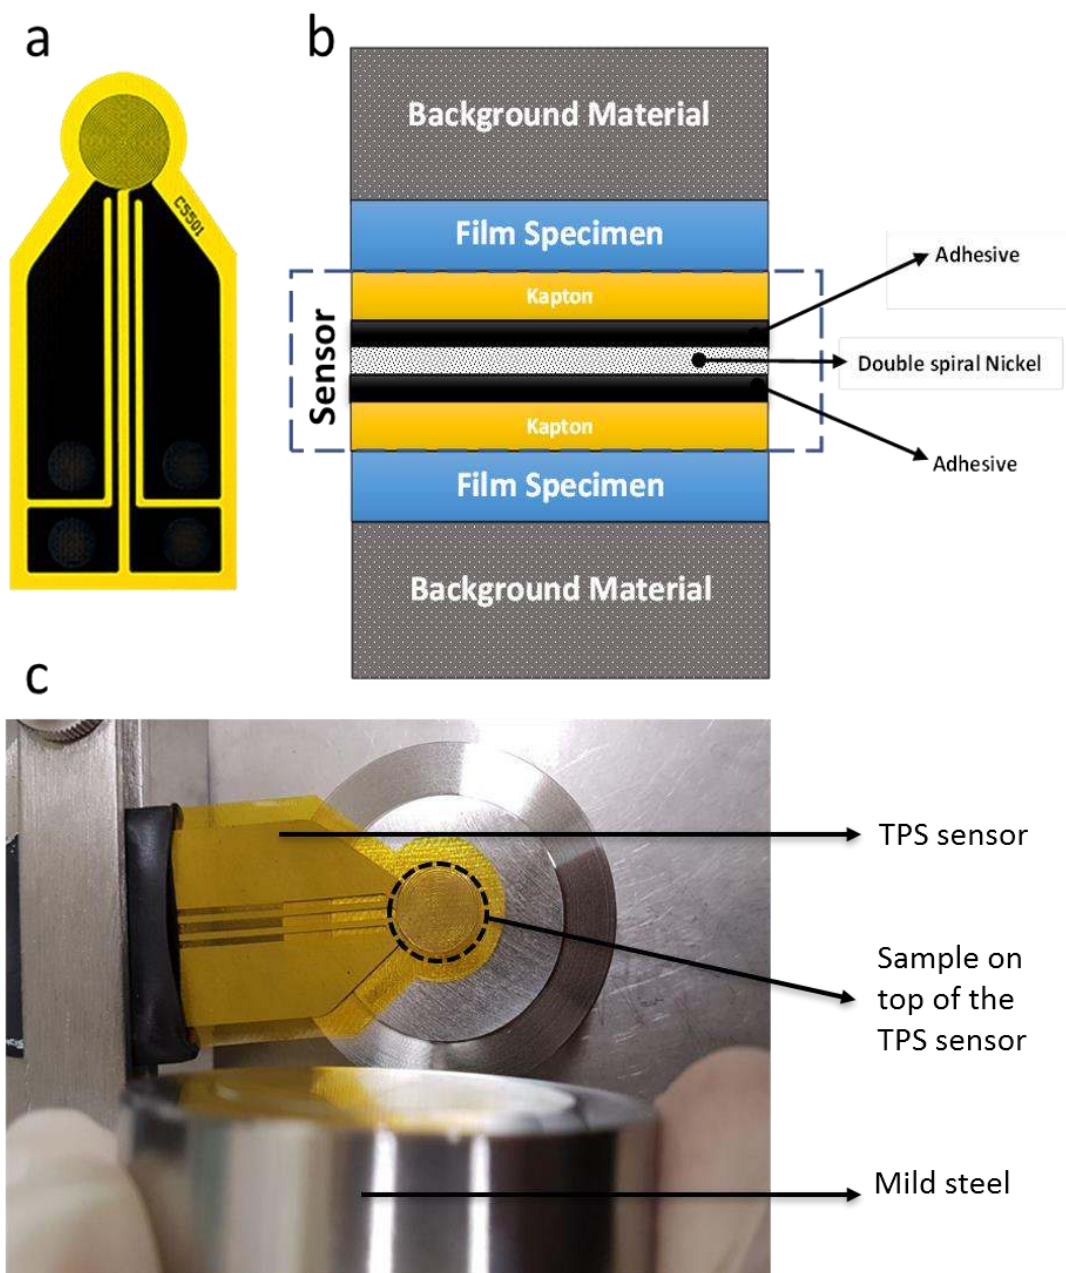 a
b
C5501
Background Material
Film Specimen
Kapton
Sensor
Adhesive
Double spiral Nickel
Kapton
Adhesive
Film Specimen
Background Material
c
TPS sensor
Sample on
top of the
TPS sensor
Mild steel